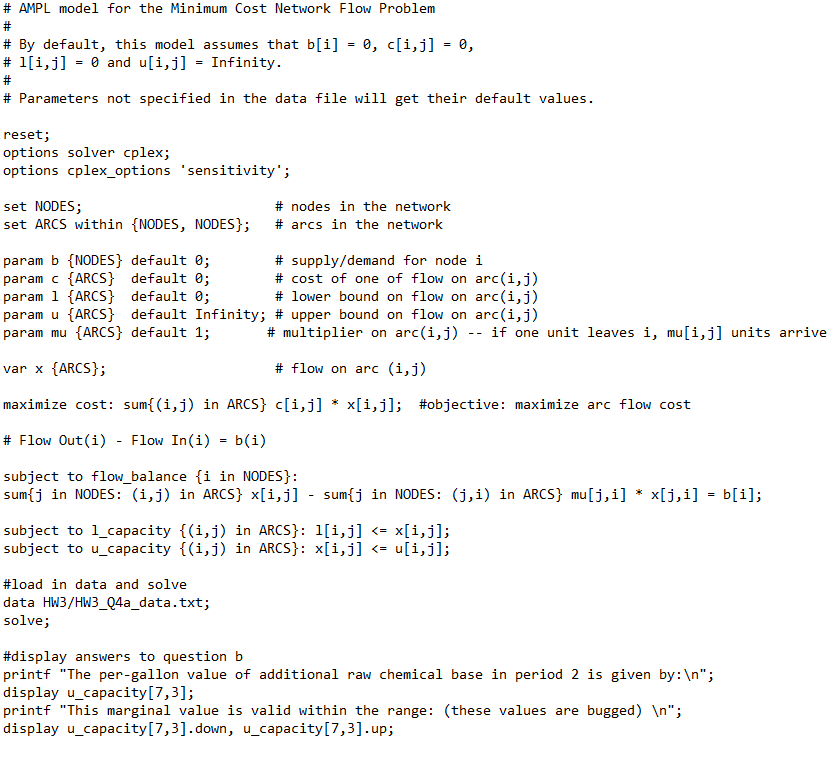 # AMPL model for the Minimum Cost Network Flow Problem
#
# By default, this model assumes that b[i] = 0, c[i,j] = 0,
# l[i,j] = 0 and u[i,j] = Infinity.
#
# Parameters not specified in the data file will get their default values.

reset;
options solver cplex;
options cplex_options 'sensitivity';

set NODES;                        # nodes in the network
set ARCS within {NODES, NODES};   # arcs in the network

param b {NODES} default 0;        # supply/demand for node i
param c {ARCS}  default 0;        # cost of one of flow on arc(i,j)
param l {ARCS}  default 0;        # lower bound on flow on arc(i,j)
param u {ARCS}  default Infinity; # upper bound on flow on arc(i,j)
param mu {ARCS} default 1;       # multiplier on arc(i,j) -- if one unit leaves i, mu[i,j] units arrive

var x {ARCS};                     # flow on arc (i,j)

maximize cost: sum{(i,j) in ARCS} c[i,j] * x[i,j];  #objective: maximize arc flow cost

# Flow Out(i) - Flow In(i) = b(i)

subject to flow_balance {i in NODES}:
sum{j in NODES: (i,j) in ARCS} x[i,j] - sum{j in NODES: (j,i) in ARCS} mu[j,i] * x[j,i] = b[i];

subject to l_capacity {(i,j) in ARCS}: l[i,j] <= x[i,j];
subject to u_capacity {(i,j) in ARCS}: x[i,j] <= u[i,j];

#load in data and solve
data HW3/HW3_Q4a_data.txt;
solve;

#display answers to question b
printf "The per-gallon value of additional raw chemical base in period 2 is given by:\n";
display u_capacity[7,3];
printf "This marginal value is valid within the range: (these values are bugged) \n";
display u_capacity[7,3].down, u_capacity[7,3].up;